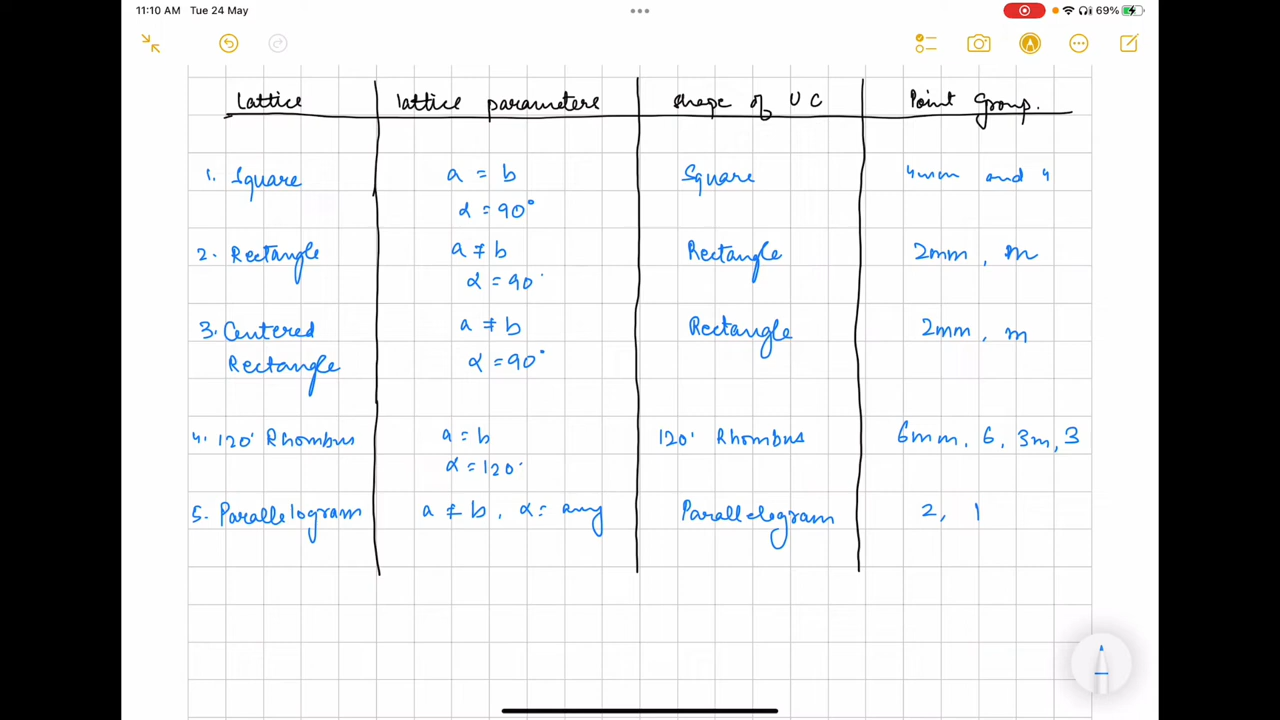 11:10 AM Tue 24 May
69%
Lattice lattice parameters shape of UC Point Group.
1. Square a = b Square 4mm and 4
α = 90°
2. Rectangle a ≠ b Rectangle 2mm, m
α = 90°
3. Centered a ≠ b Rectangle 2mm, m
Rectangle α = 90°
4. 120° Rhombus a = b 120° Rhombus 6mm, 6, 3m, 3
α = 120°
5. Parallelogram a ≠ b, α = any Parallelogram 2, 1